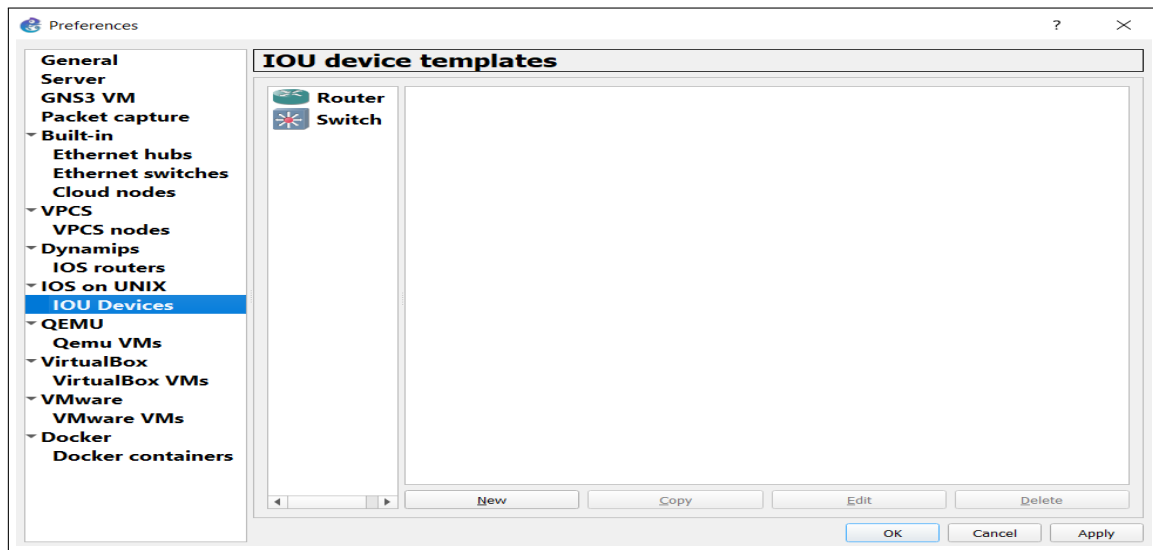 Preferences
?
General
Server
GNS3 VM
Packet capture
Built-in
Ethernet hubs
Ethernet switches
Cloud nodes
VPCS
VPCS nodes
Dynamips
IOS routers
IOS on UNIX
IOU Devices
QEMU
Qemu VMs
VirtualBox
VirtualBox VMs
VMware
VMware VMs
Docker
Docker containers
IOU device templates
Router
Switch
New
Copy
Edit
Delete
OK
Cancel
Apply